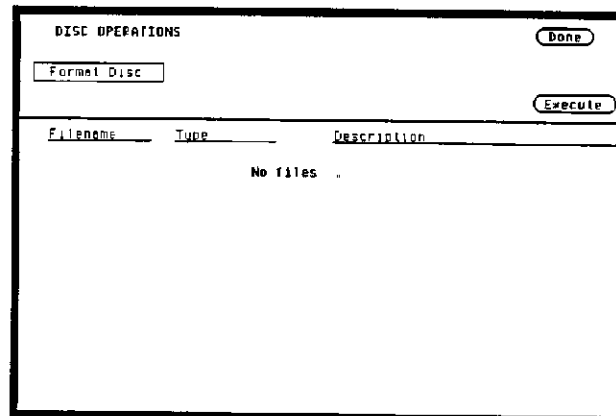 DISC OPERATIONS
Done
Format Disc
Execute
Filename Type Description
No files